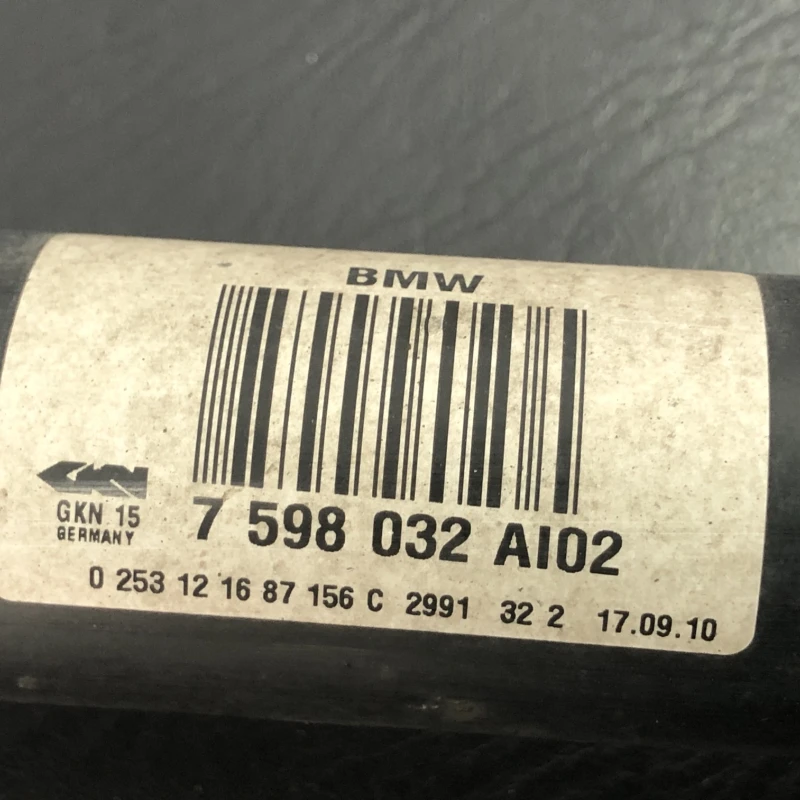 BMW
GKN
GKN 15
GERMANY
7 598 032 AI02
0 253 12 16 87 156 C 2991 32 2 17.09.10